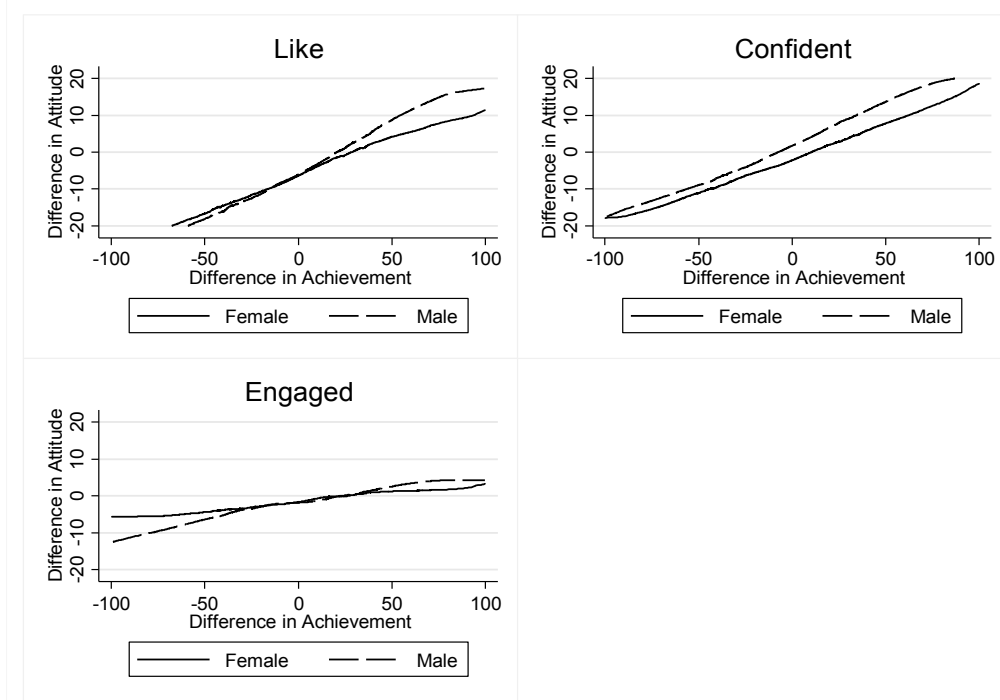 Like
Difference in Attitude
20
10
0
-10
-20
-100 -50 0 50 100
Difference in Achievement
Female Male
Confident
Difference in Attitude
20
10
0
-10
-20
-100 -50 0 50 100
Difference in Achievement
Female Male
Engaged
Difference in Attitude
20
10
0
-10
-20
-100 -50 0 50 100
Difference in Achievement
Female Male